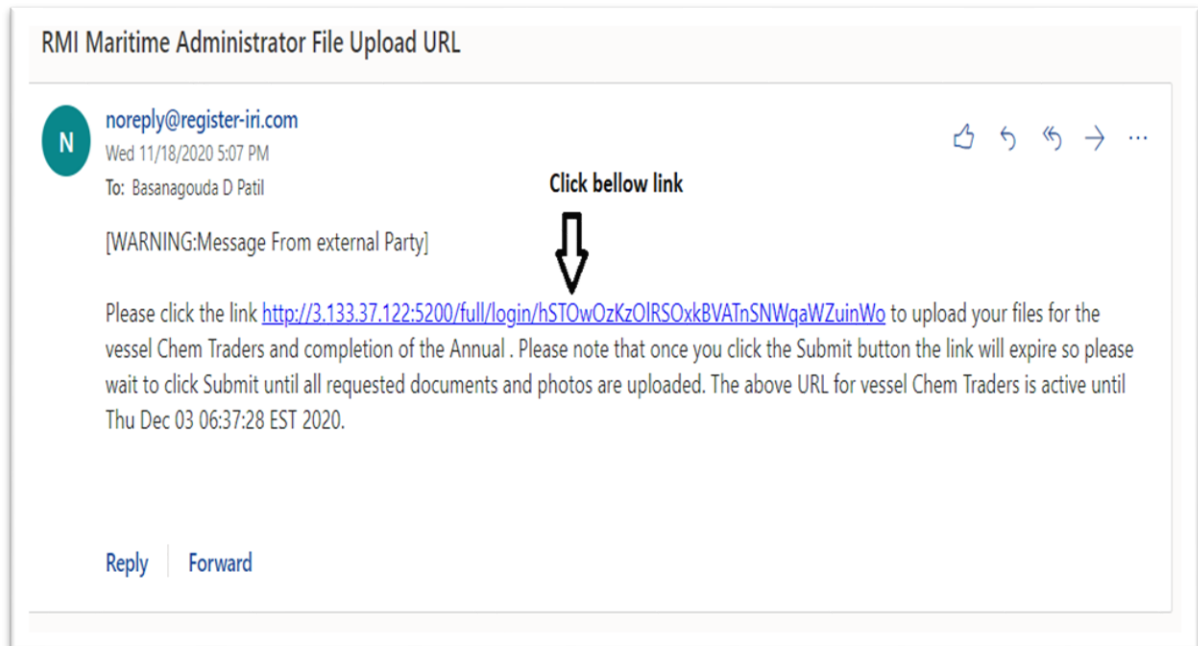 RMI Maritime Administrator File Upload URL
N
noreply@register-iri.com
Wed 11/18/2020 5:07 PM
To: Basanagouda D Patil
Click bellow link
[WARNING:Message From external Party]
Please click the link http://3.133.37.122:5200/full/login/hSTOwOzKzOlRSOxkBVATnSNWqaWZuinWo to upload your files for the
vessel Chem Traders and completion of the Annual . Please note that once you click the Submit button the link will expire so please
wait to click Submit until all requested documents and photos are uploaded. The above URL for vessel Chem Traders is active until
Thu Dec 03 06:37:28 EST 2020.
Reply
Forward